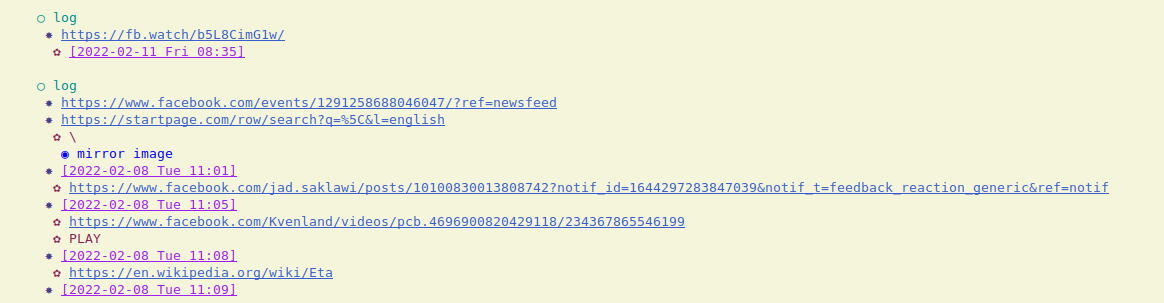 ○ log
✸ https://fb.watch/b5L8CimG1w/
✿ [2022-02-11 Fri 08:35]
○ log
✸ https://www.facebook.com/events/1291258688046047/?ref=newsfeed
✸ https://startpage.com/row/search?q=%5C&l=english
✿ \
◉ mirror image
✸ [2022-02-08 Tue 11:01]
✿ https://www.facebook.com/jad.saklawi/posts/10100830013808742?notif_id=1644297283847039&notif_t=feedback_reaction_generic&ref=notif
✸ [2022-02-08 Tue 11:05]
✿ https://www.facebook.com/Kvenland/videos/pcb.4696900820429118/234367865546199
✿ PLAY
✸ [2022-02-08 Tue 11:08]
✿ https://en.wikipedia.org/wiki/Eta
✸ [2022-02-08 Tue 11:09]